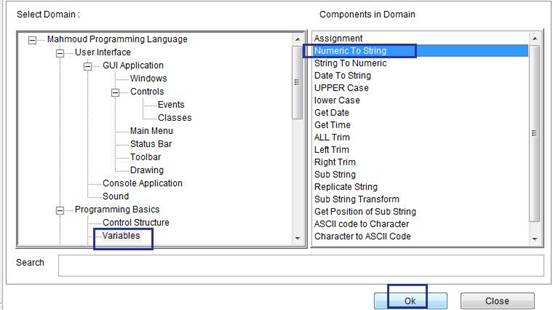 Select Domain :
Components in Domain
Mahmoud Programming Language
User Interface
GUI Application
Windows
Controls
Events
Classes
Main Menu
Status Bar
Toolbar
Drawing
Console Application
Sound
Programming Basics
Control Structure
Variables
Assignment
Numeric To String
String To Numeric
Date To String
UPPER Case
lower Case
Get Date
Get Time
ALL Trim
Left Trim
Right Trim
Sub String
Replicate String
Sub String Transform
Get Position of Sub String
ASCII code to Character
Character to ASCII Code
Search
Ok
Close